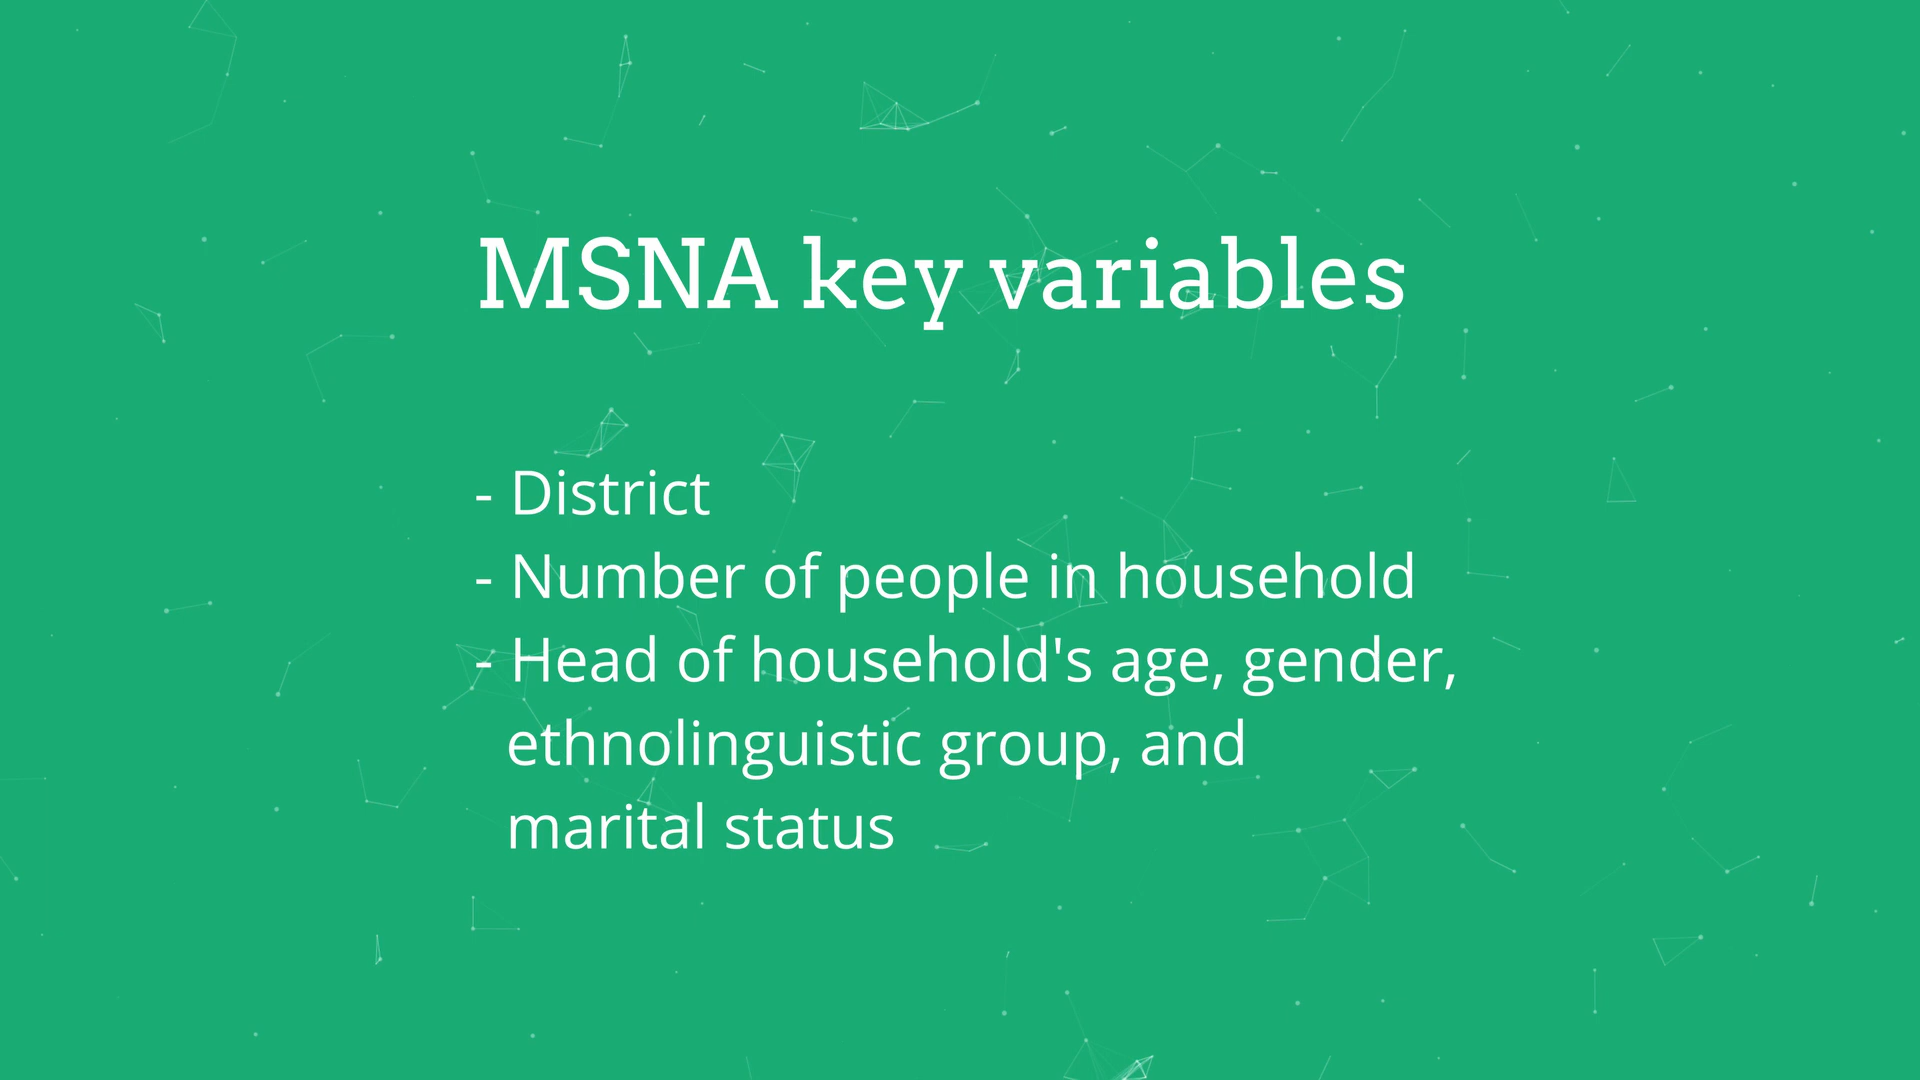 MSNA key variables
- District
- Number of people in household
- Head of household's age, gender,
ethnolinguistic group, and
marital status